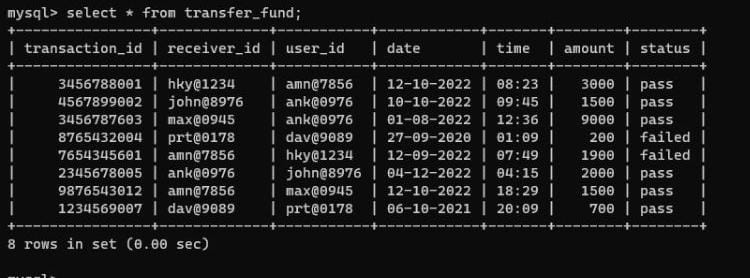 mysql> select * from transfer_fund;
+----------------+-------------+-----------+------------+-------+--------+--------+
| transaction_id | receiver_id | user_id   | date       | time  | amount | status |
+----------------+-------------+-----------+------------+-------+--------+--------+
|     3456788001 | hky@1234    | amn@7856  | 12-10-2022 | 08:23 |   3000 | pass   |
|     4567899002 | john@8976   | ank@0976  | 10-10-2022 | 09:45 |   1500 | pass   |
|     3456787603 | max@0945    | ank@0976  | 01-08-2022 | 12:36 |   9000 | pass   |
|     8765432004 | prt@0178    | dav@9089  | 27-09-2020 | 01:09 |    200 | failed |
|     7654345601 | amn@7856    | hky@1234  | 12-09-2022 | 07:49 |   1900 | failed |
|     2345678005 | ank@0976    | john@8976 | 04-12-2022 | 04:15 |   2000 | pass   |
|     9876543012 | amn@7856    | max@0945  | 12-10-2022 | 18:29 |   1500 | pass   |
|     1234569007 | dav@9089    | prt@0178  | 06-10-2021 | 20:09 |    700 | pass   |
+----------------+-------------+-----------+------------+-------+--------+--------+
8 rows in set (0.00 sec)
mysql>